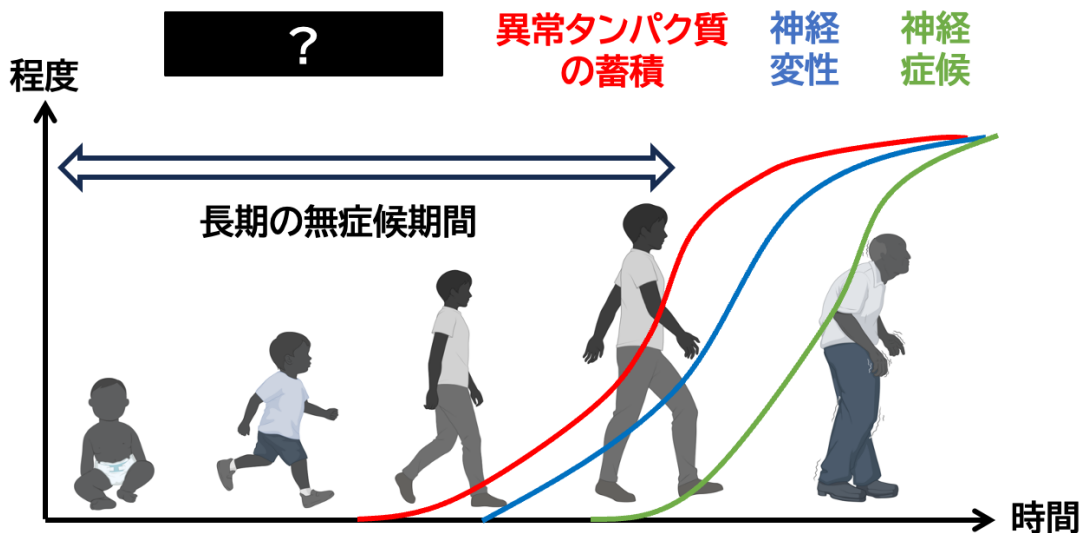 ?
異常タンパク質
の蓄積
神経
変性
神経
症候
程度
長期の無症候期間
時間